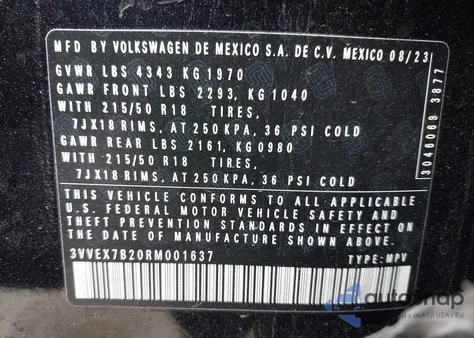 MFD BY VOLKSWAGEN DE MEXICO S.A. DE C.V. MEXICO 08/23
GVWR LBS 4343 KG 1970
GAWR FRONT LBS 2293, KG 1040
WITH 215/50 R18 TIRES,
7JX18 RIMS, AT 250 KPA, 36 PSI COLD
GAWR REAR LBS 2161, KG 0980
WITH 215/50 R18 TIRES,
7JX18 RIMS, AT 250 KPA, 36 PSI COLD
THIS VEHICLE CONFORMS TO ALL APPLICABLE
U.S. FEDERAL MOTOR VEHICLE SAFETY AND
THEFT PREVENTION STANDARDS IN EFFECT ON
THE DATE OF MANUFACTURE SHOWN ABOVE.
3VVEX7B20RM001637 TYPE: MPV
3046069 3877
autosnap
z aukcji USA i EU